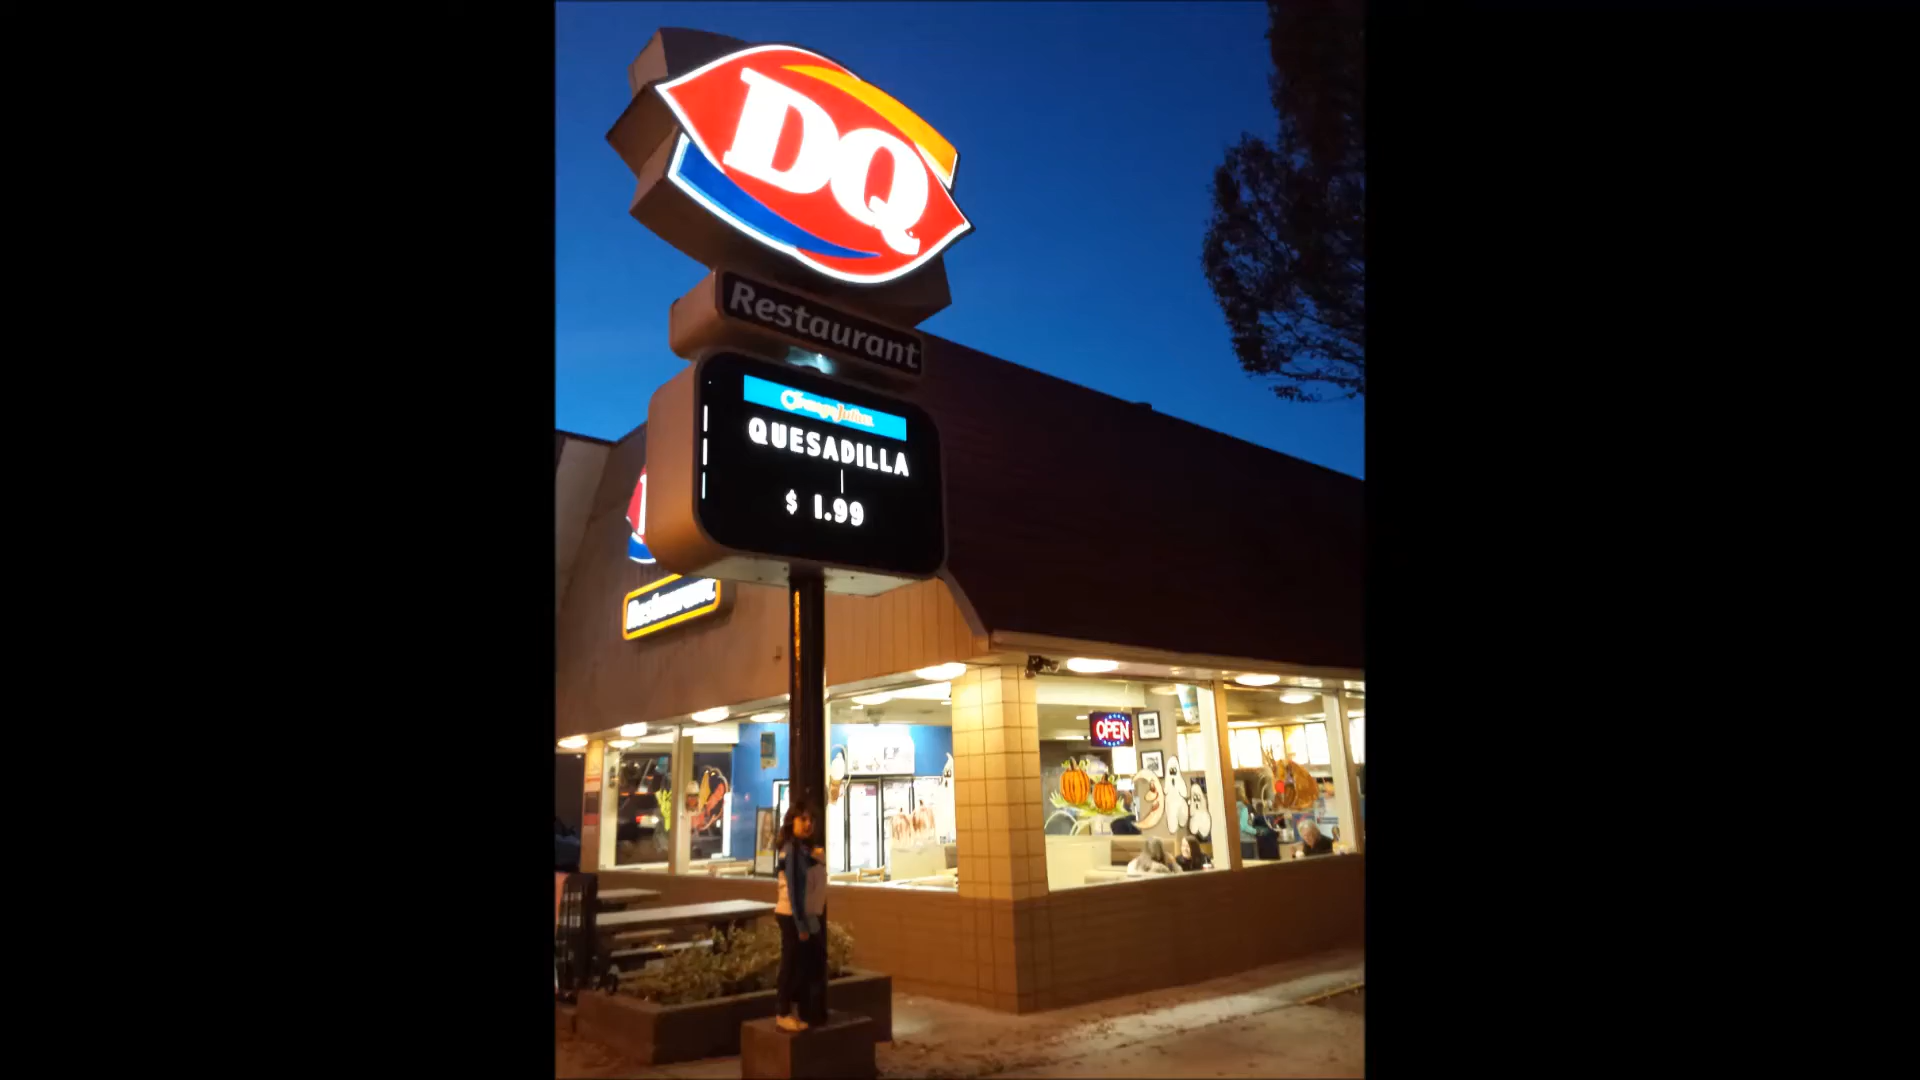 DQ
Restaurant
Orange Julius
QUESADILLA
$ 1.99
Restaurant
OPEN